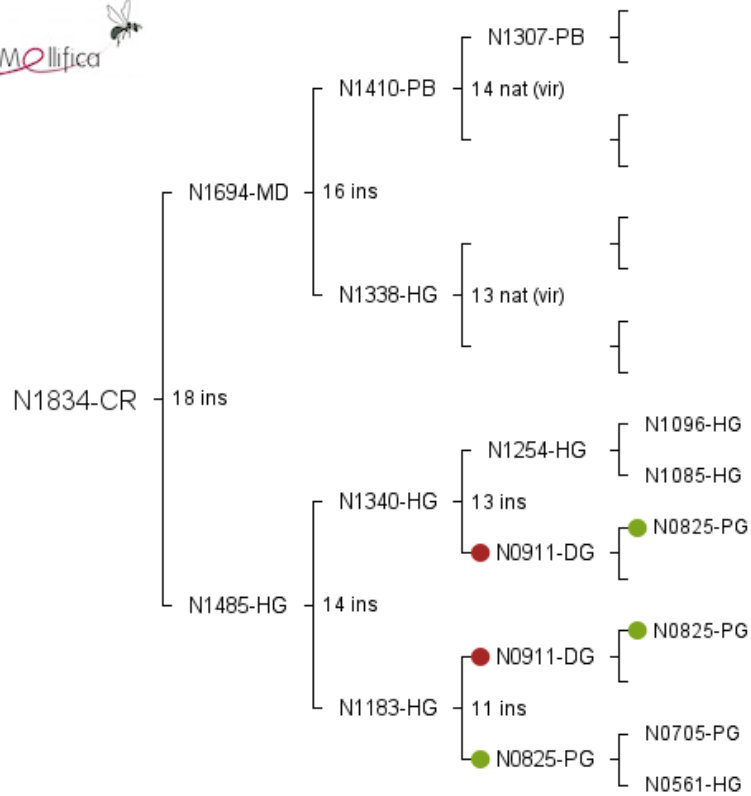 Mellifica
N1307-PB
N1410-PB
14 nat (vir)
N1694-MD
16 ins
N1338-HG
13 nat (vir)
N1834-CR
18 ins
N1096-HG
N1254-HG
N1085-HG
N1340-HG
13 ins
N0825-PG
N0911-DG
N1485-HG
14 ins
N0825-PG
N0911-DG
N1183-HG
11 ins
N0705-PG
N0825-PG
N0561-HG